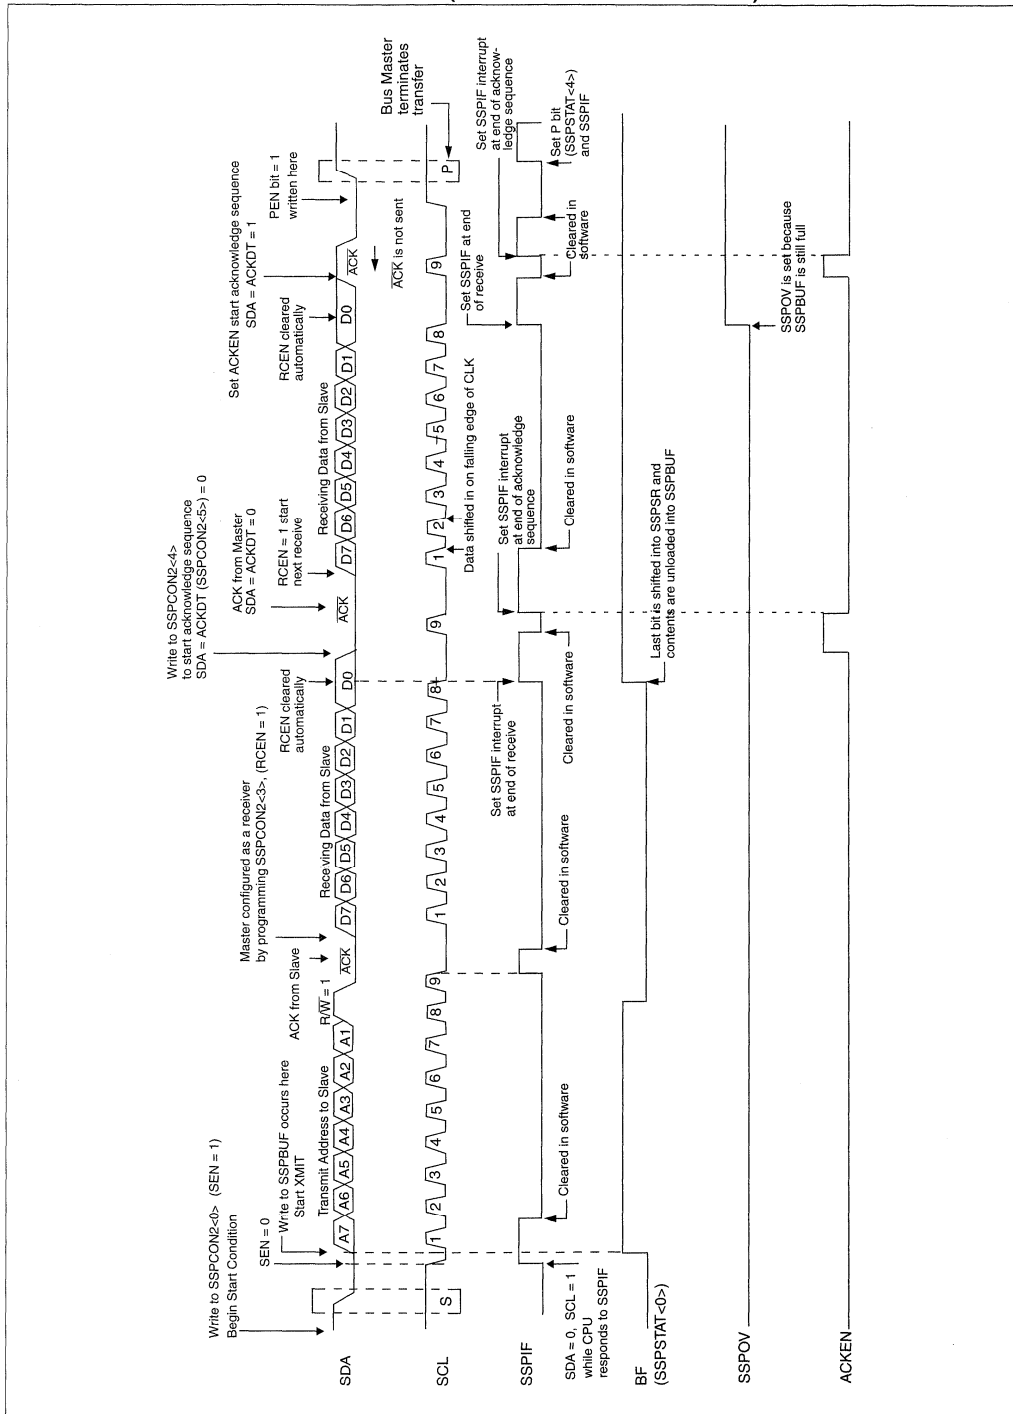 Write to SSPCON2<0> (SEN = 1)
Begin Start Condition
SEN = 0
Write to SSPBUF occurs here
Start XMIT
ACK from Slave
Master configured as a receiver
by programming SSPCON2<3>, (RCEN = 1)
RCEN cleared
automatically
Write to SSPCON2<4>
to start acknowledge sequence
SDA = ACKDT (SSPCON2<5>) = 0
ACK from Master
SDA = ACKDT = 0
RCEN = 1 start
next receive
RCEN cleared
automatically
Set ACKEN start acknowledge sequence
SDA = ACKDT = 1
PEN bit = 1
written here
Transmit Address to Slave
R/W = 1
Receiving Data from Slave
Receiving Data from Slave
SDA
A7 A6 A5 A4 A3 A2 A1
ACK
D7 D6 D5 D4 D3 D2 D1 D0
ACK
D7 D6 D5 D4 D3 D2 D1 D0
ACK
ACK is not sent
Bus Master
terminates
transfer
SCL
S
1 2 3 4 5 6 7 8 9
1 2 3 4 5 6 7 8 9
1 2 3 4 5 6 7 8 9
P
Data shifted in on falling edge of CLK
Set SSPIF interrupt
at end of receive
Set SSPIF interrupt
at end of acknowledge
sequence
Set SSPIF at end
of receive
Set SSPIF interrupt
at end of acknow-
ledge sequence
SSPIF
SDA = 0, SCL = 1
while CPU
responds to SSPIF
Cleared in software
Cleared in software
Cleared in software
Cleared in software
Cleared in
software
Set P bit
(SSPSTAT<4>)
and SSPIF
BF
(SSPSTAT<0>)
Last bit is shifted into SSPSR and
contents are unloaded into SSPBUF
SSPOV
SSPOV is set because
SSPBUF is still full
ACKEN